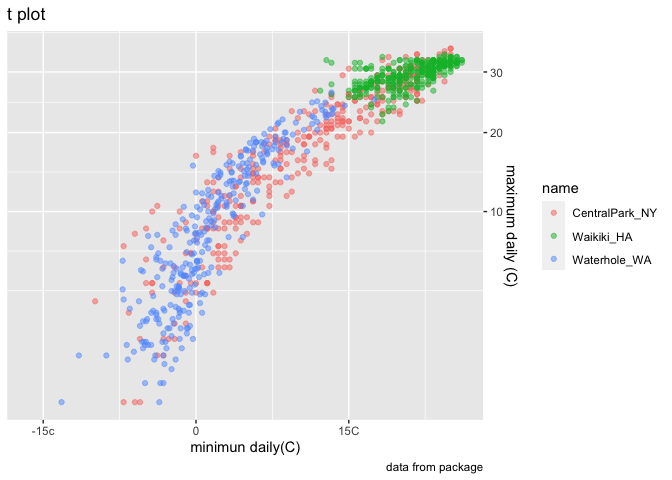 t plot
30
20
10
maximum daily (C)
-15c
0
15C
minimun daily(C)
data from package
name
CentralPark_NY
Waikiki_HA
Waterhole_WA